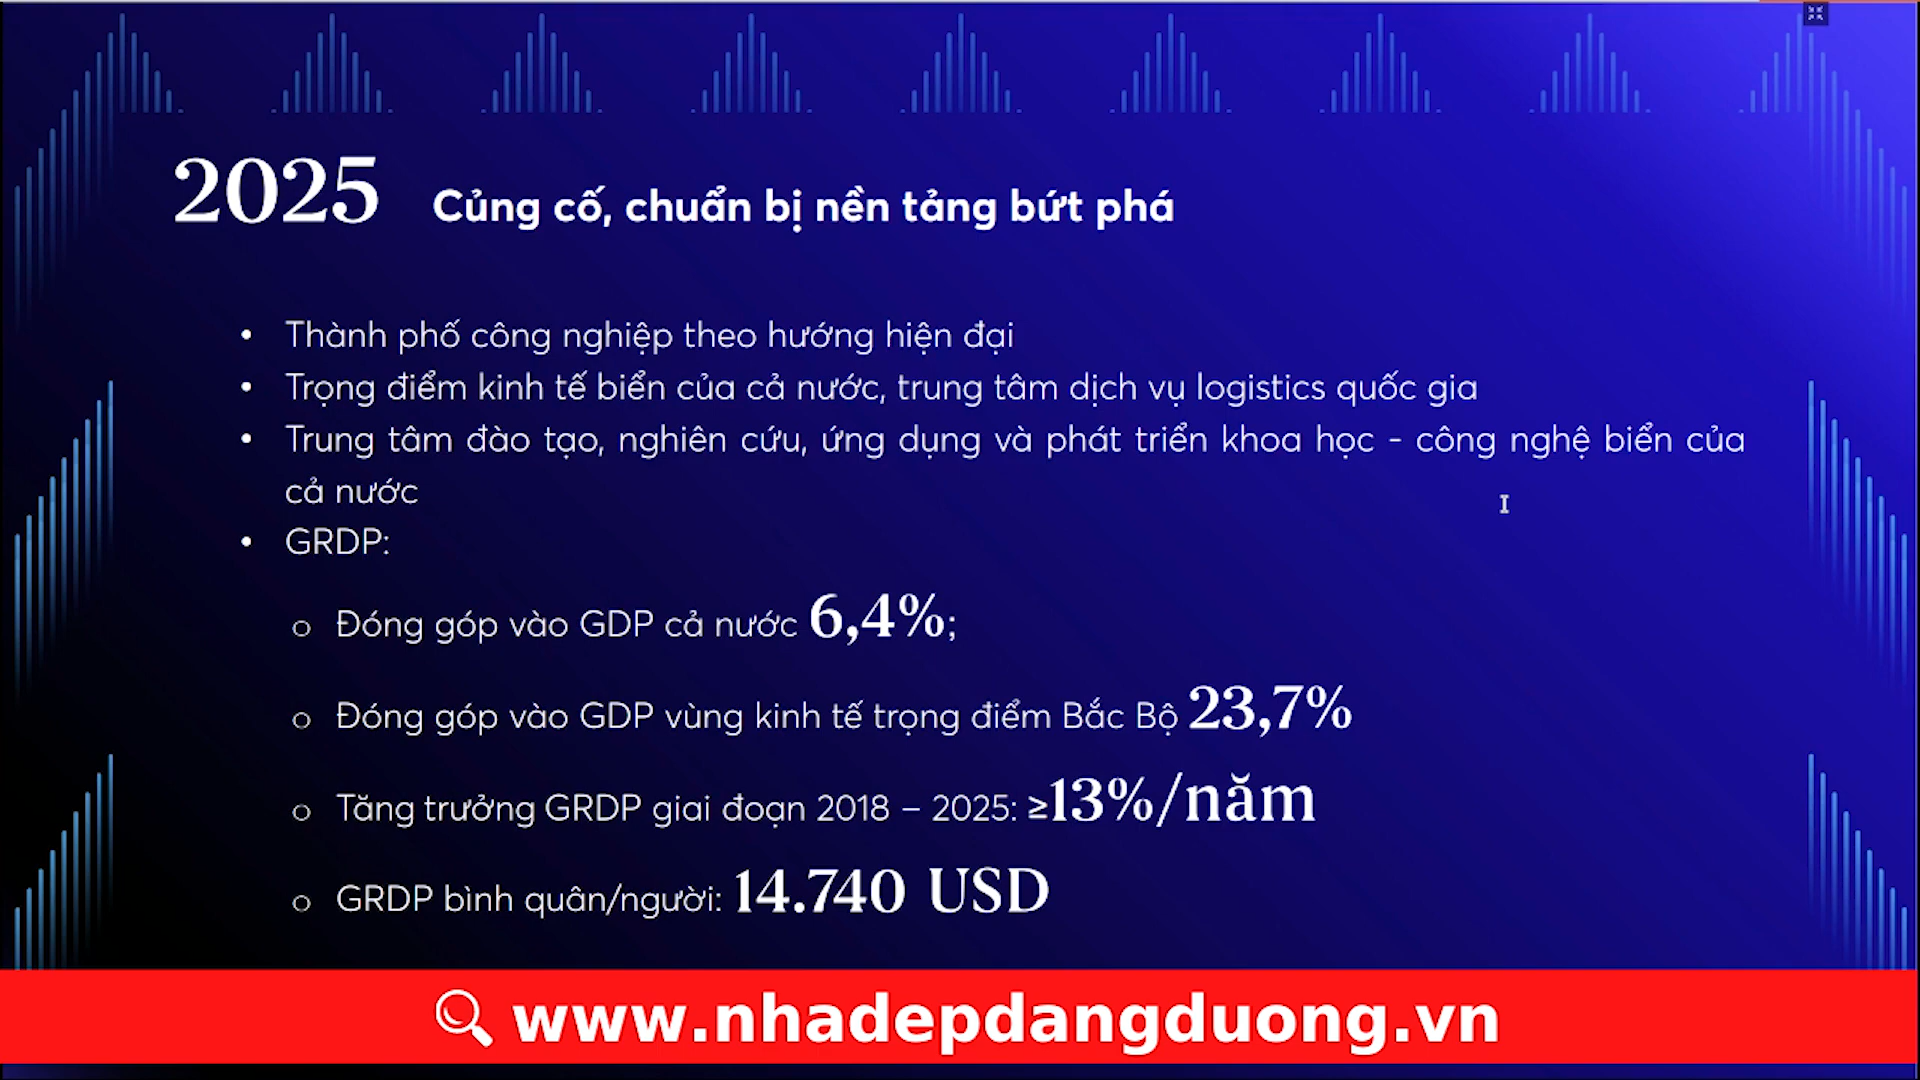 2025 Củng cố, chuẩn bị nền tảng bứt phá
• Thành phố công nghiệp theo hướng hiện đại
• Trọng điểm kinh tế biển của cả nước, trung tâm dịch vụ logistics quốc gia
• Trung tâm đào tạo, nghiên cứu, ứng dụng và phát triển khoa học - công nghệ biển của
cả nước
• GRDP:
o Đóng góp vào GDP cả nước 6,4%;
o Đóng góp vào GDP vùng kinh tế trọng điểm Bắc Bộ 23,7%
o Tăng trưởng GRDP giai đoạn 2018 – 2025: ≥13%/năm
o GRDP bình quân/người: 14.740 USD
www.nhadepdangduong.vn